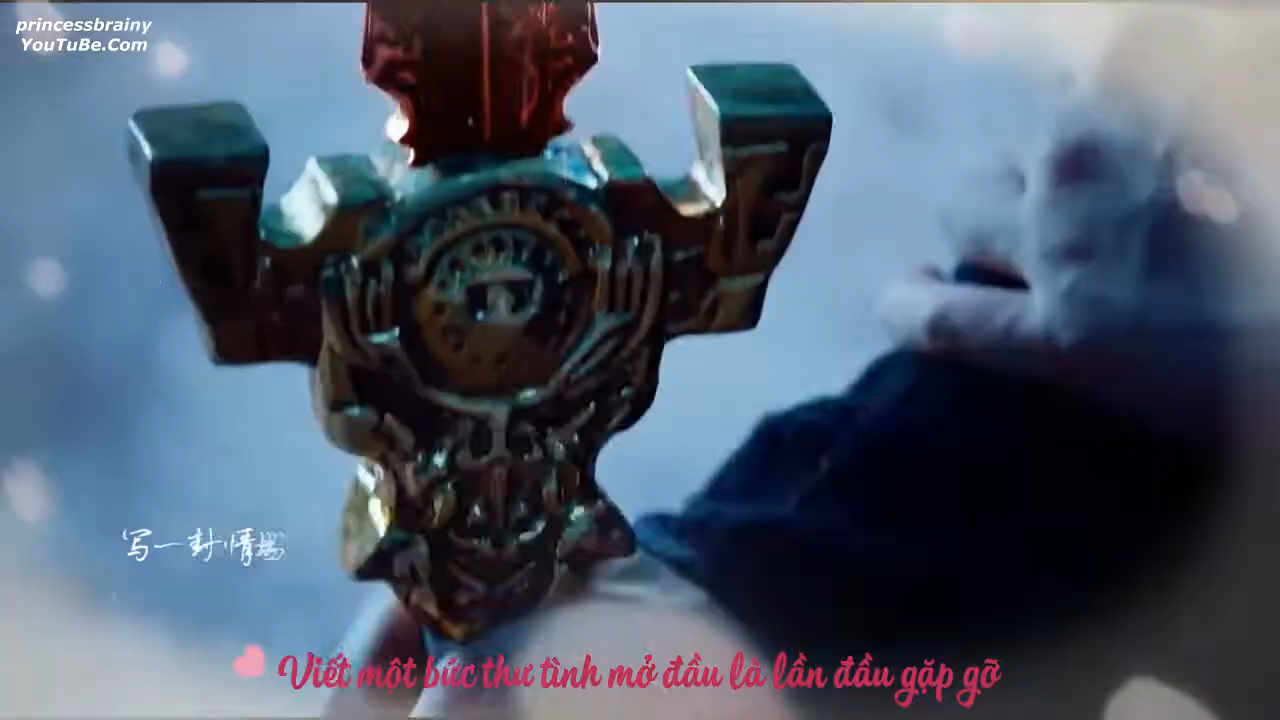 princessbrainy
YouTuBe.Com
写一封情
Viết một bức thư tình mở đầu là lần đầu gặp gỡ